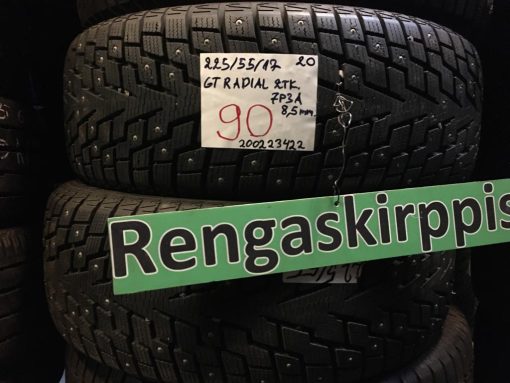 225/55/17 20
GT RADIAL 2TK.
7P3A
8,5mm.
90
200223422
Rengaskirppis